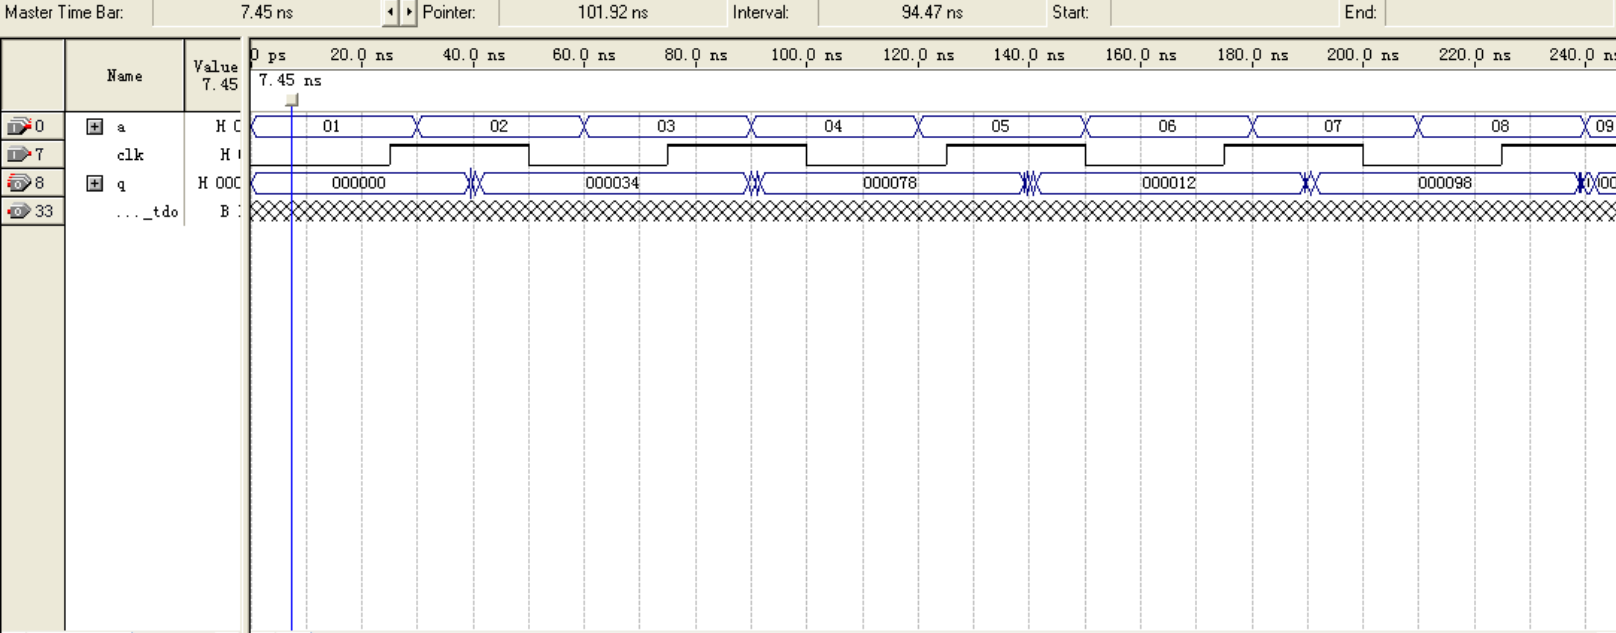 Master Time Bar: 7.45 ns Pointer: 101.92 ns Interval: 94.47 ns Start: End:
Name Value 7.45 0 ps 20.0 ns 40.0 ns 60.0 ns 80.0 ns 100.0 ns 120.0 ns 140.0 ns 160.0 ns 180.0 ns 200.0 ns 220.0 ns 240.0 n
7.45 ns
0 a H 01 02 03 04 05 06 07 08 09
7 clk H
8 q H 000 000000 000034 000078 000012 000098
33 ...._tdo B